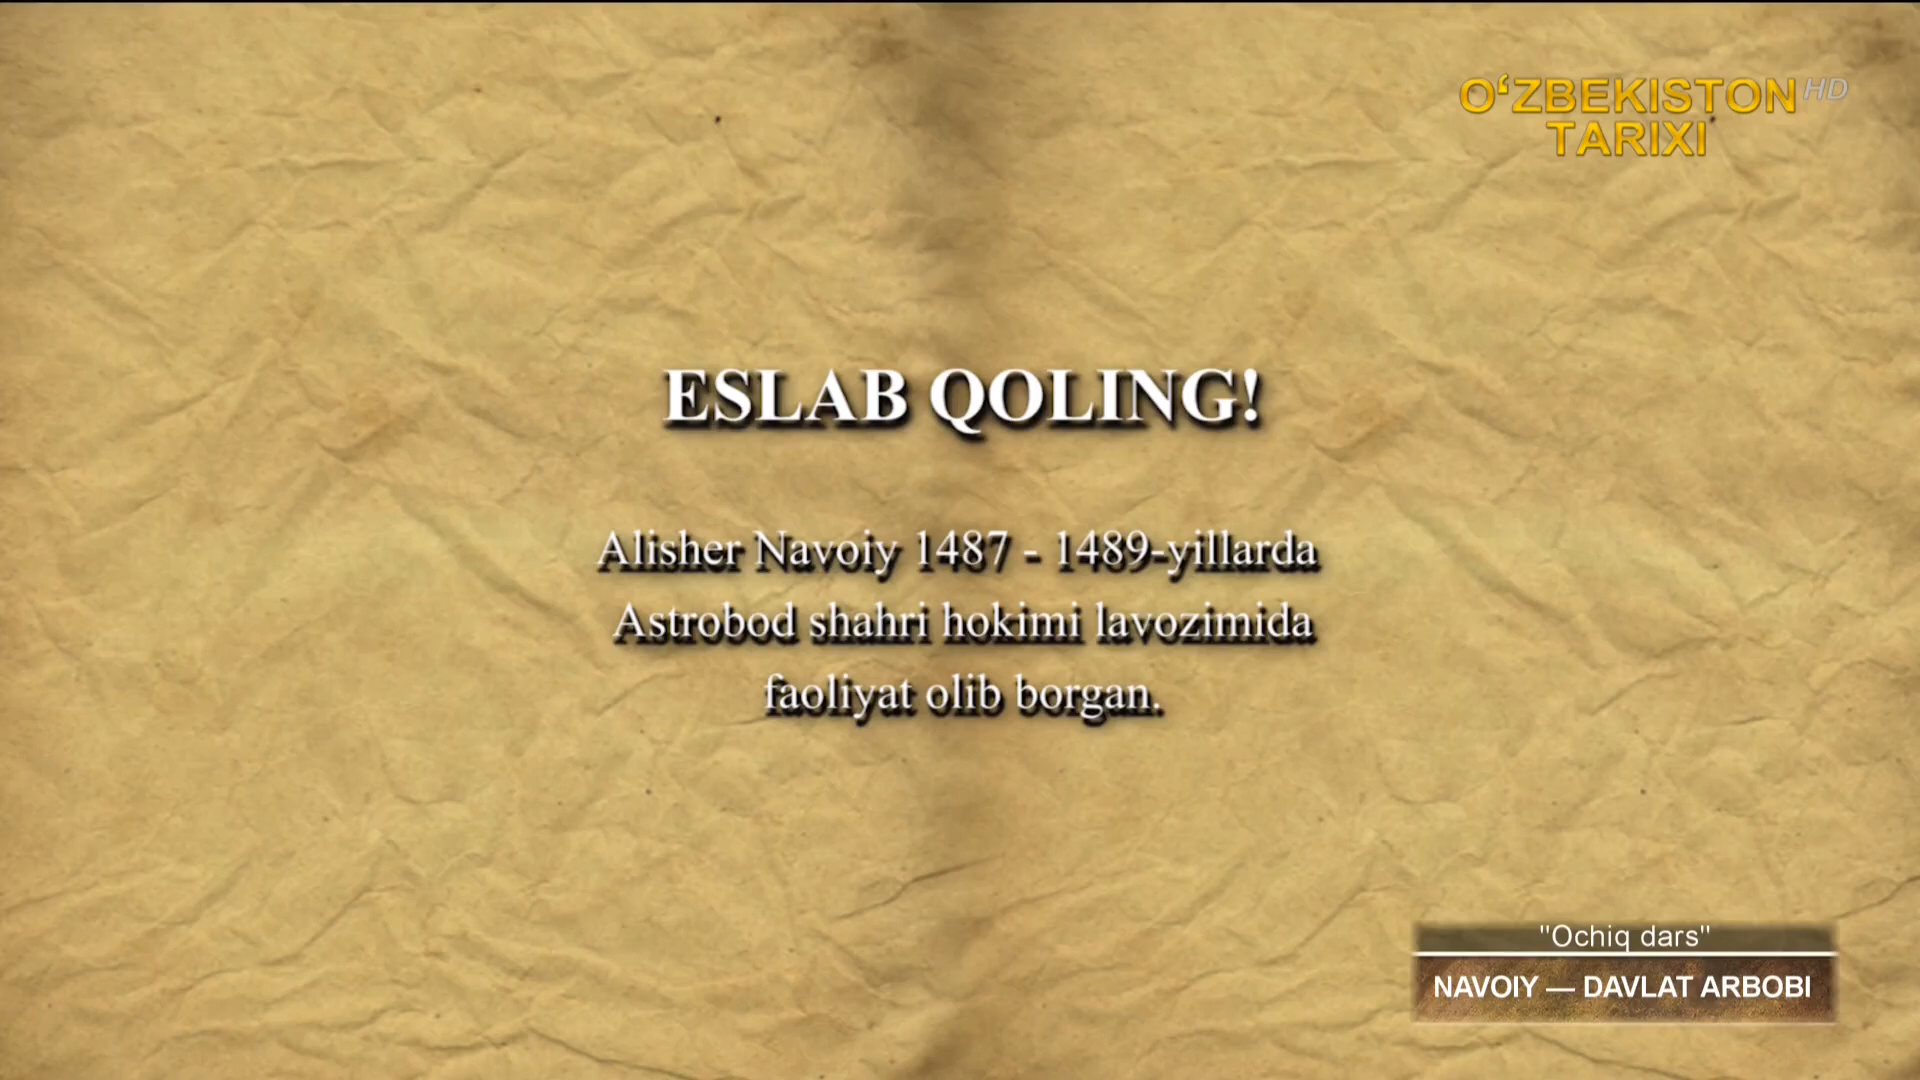 O‘ZBEKISTON HD
TARIXI
ESLAB QOLING!
Alisher Navoiy 1487 - 1489-yillarda
Astrobod shahri hokimi lavozimida
faoliyat olib borgan.
"Ochiq dars"
NAVOIY — DAVLAT ARBOBI